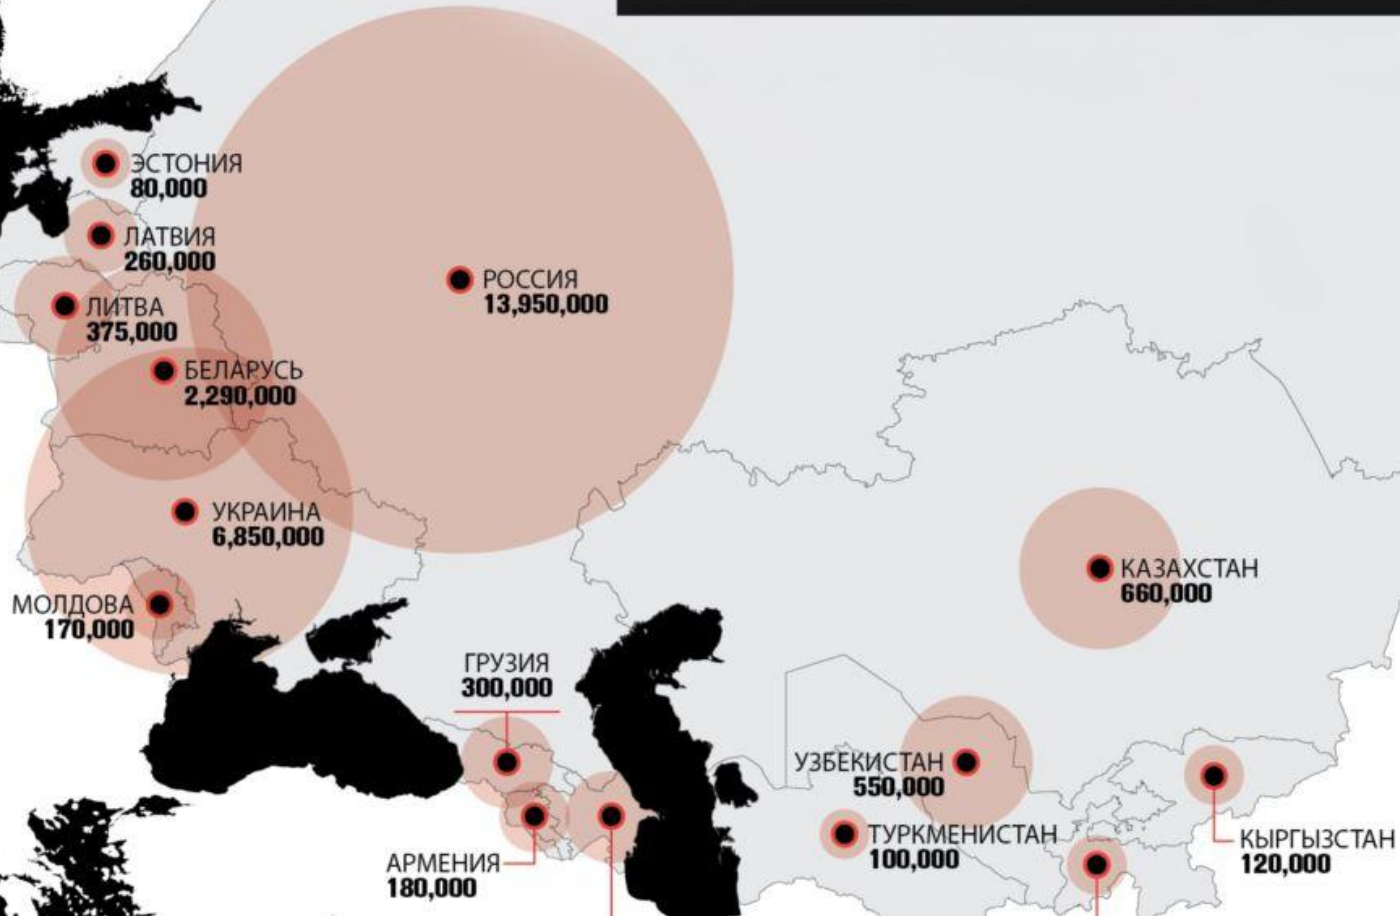 ЭСТОНИЯ
80,000
ЛАТВИЯ
260,000
ЛИТВА
375,000
РОССИЯ
13,950,000
БЕЛАРУСЬ
2,290,000
УКРАИНА
6,850,000
МОЛДОВА
170,000
КАЗАХСТАН
660,000
ГРУЗИЯ
300,000
УЗБЕКИСТАН
550,000
ТУРКМЕНИСТАН
100,000
КЫРГЫЗСТАН
120,000
АРМЕНИЯ
180,000